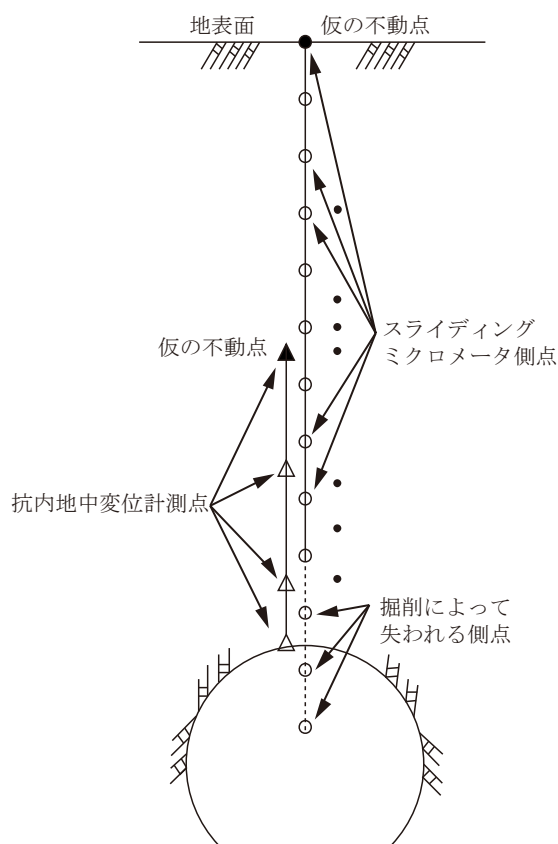 地表面
仮の不動点
スライディング
ミクロメータ側点
仮の不動点
抗内地中変位計測点
掘削によって
失われる側点